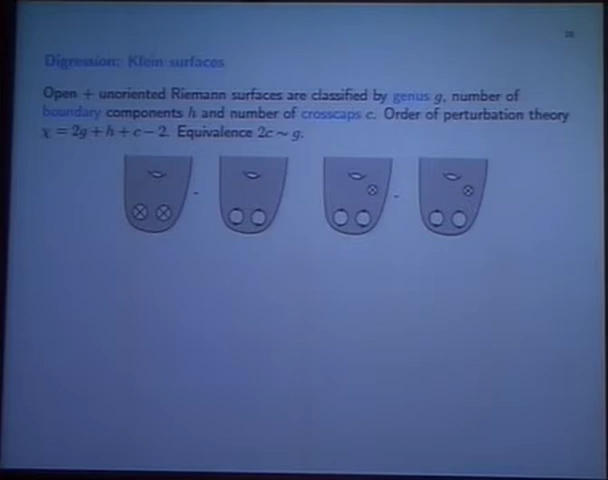 Digression: Klein surfaces
Open + unoriented Riemann surfaces are classified by genus g, number of
boundary components h and number of crosscaps c. Order of perturbation theory
χ = 2g + h + c − 2. Equivalence 2c ~ g.